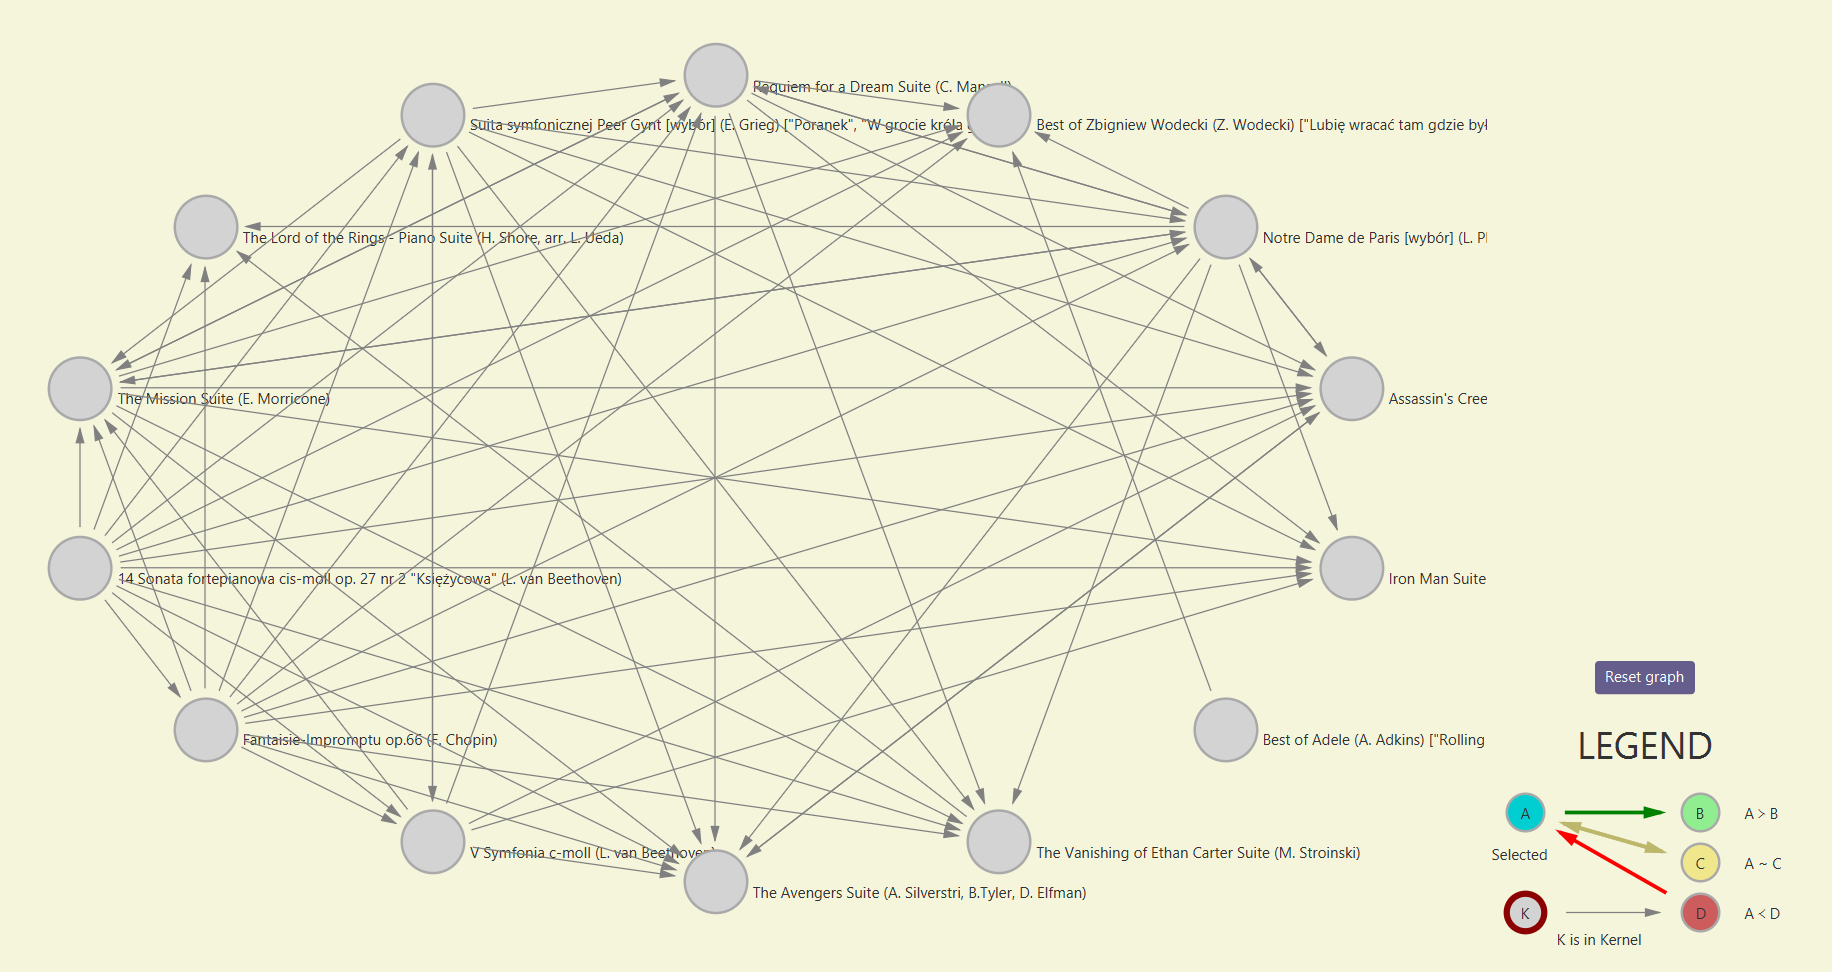 Requiem for a Dream Suite (C. Mansell)
Suita symfonicznej Peer Gynt [wybór] (E. Grieg) ["Poranek", "W grocie króla g
Best of Zbigniew Wodecki (Z. Wodecki) ["Lubię wracać tam gdzie był
The Lord of the Rings - Piano Suite (H. Shore, arr. L. Ueda)
Notre Dame de Paris [wybór] (L. Pl
The Mission Suite (E. Morricone)
Assassin's Cree
14 Sonata fortepianowa cis-moll op. 27 nr 2 "Księżycowa" (L. van Beethoven)
Iron Man Suite
Fantaisie-Impromptu op.66 (F. Chopin)
Best of Adele (A. Adkins) ["Rolling
V Symfonia c-moll (L. van Beethoven)
The Vanishing of Ethan Carter Suite (M. Stroinski)
The Avengers Suite (A. Silverstri, B.Tyler, D. Elfman)
Reset graph
LEGEND
A B A > B
Selected C A ~ C
K D A < D
K is in Kernel